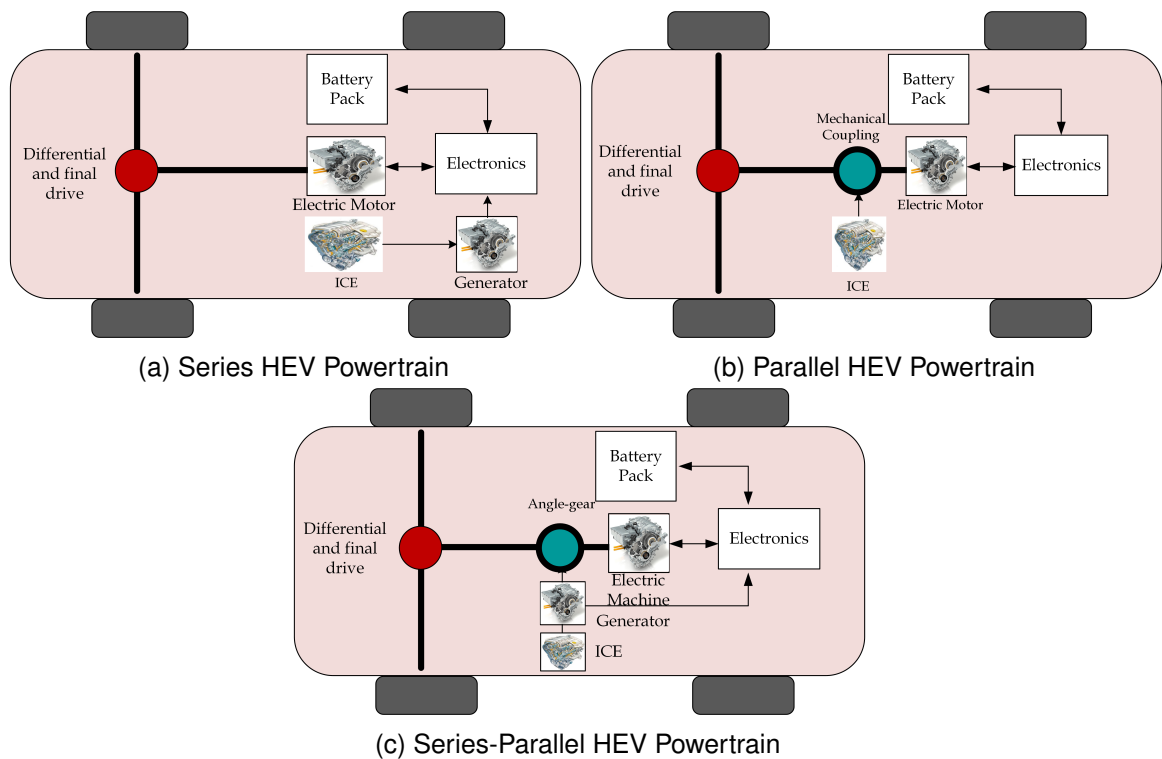 Battery
Pack
Differential
and final
drive
Electronics
Electric Motor
ICE
Generator
(a) Series HEV Powertrain
Battery
Pack
Mechanical
Coupling
Differential
and final
drive
Electronics
Electric Motor
ICE
(b) Parallel HEV Powertrain
Battery
Pack
Angle-gear
Differential
and final
drive
Electronics
Electric
Machine
Generator
ICE
(c) Series-Parallel HEV Powertrain